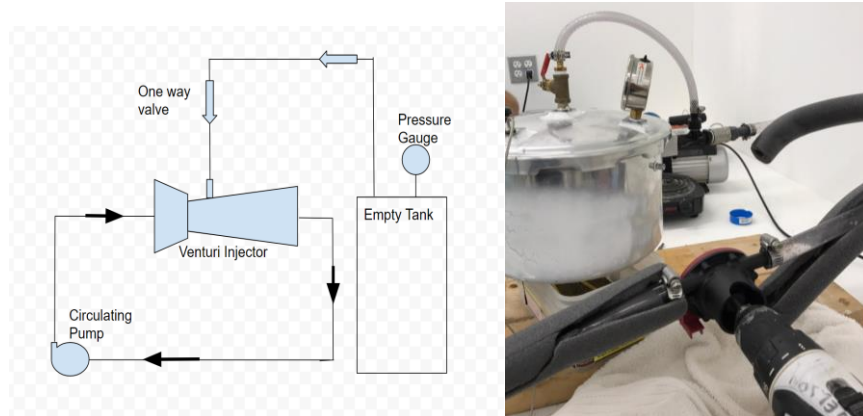 One way
valve
Pressure
Gauge
Empty Tank
Venturi Injector
Circulating
Pump